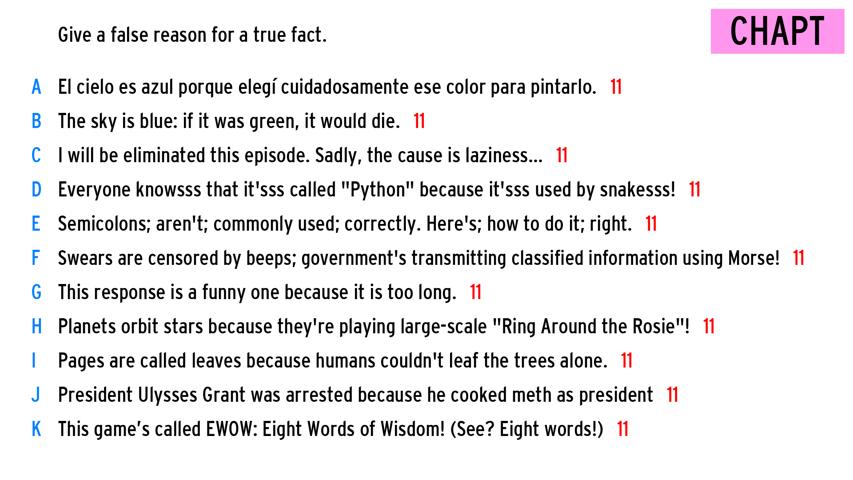 Give a false reason for a true fact.
CHAPT
A El cielo es azul porque elegí cuidadosamente ese color para pintarlo. 11
B The sky is blue: if it was green, it would die. 11
C I will be eliminated this episode. Sadly, the cause is laziness... 11
D Everyone knowsss that it'sss called "Python" because it'sss used by snakesss! 11
E Semicolons; aren't; commonly used; correctly. Here's; how to do it; right. 11
F Swears are censored by beeps; government's transmitting classified information using Morse! 11
G This response is a funny one because it is too long. 11
H Planets orbit stars because they're playing large-scale "Ring Around the Rosie"! 11
I Pages are called leaves because humans couldn't leaf the trees alone. 11
J President Ulysses Grant was arrested because he cooked meth as president 11
K This game’s called EWOW: Eight Words of Wisdom! (See? Eight words!) 11